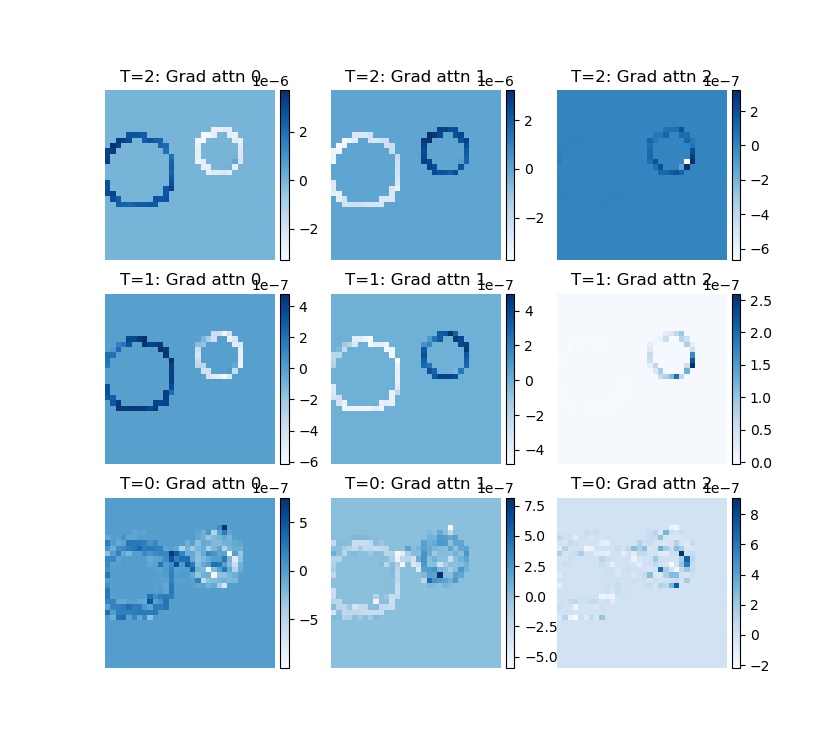 T=2: Grad attn 0
1e−6
2
0
−2
T=2: Grad attn 1
1e−6
2
0
−2
T=2: Grad attn 2
1e−7
2
0
−2
−4
−6
T=1: Grad attn 0
1e−7
4
2
0
−2
−4
−6
T=1: Grad attn 1
1e−7
4
2
0
−2
−4
T=1: Grad attn 2
1e−7
2.5
2.0
1.5
1.0
0.5
0.0
T=0: Grad attn 0
1e−7
5
0
−5
T=0: Grad attn 1
1e−7
7.5
5.0
2.5
0.0
−2.5
−5.0
T=0: Grad attn 2
1e−7
8
6
4
2
0
−2